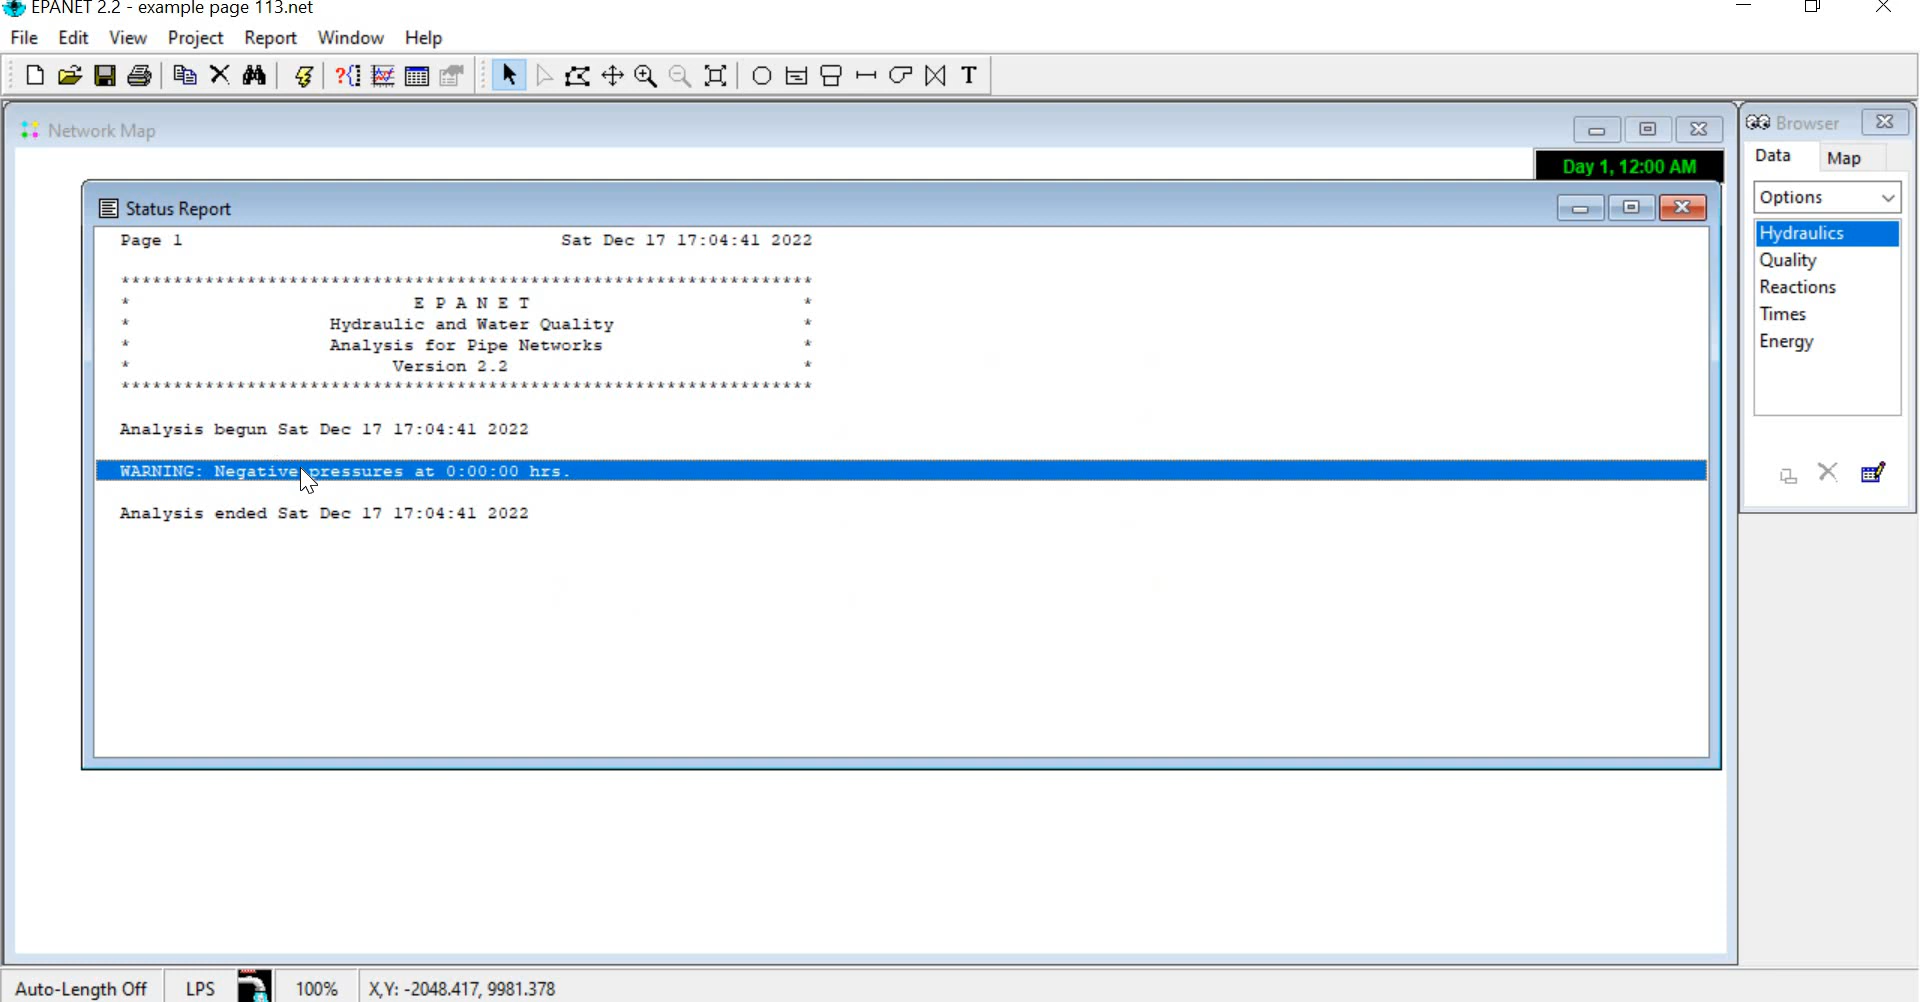 EPANET 2.2 - example page 113.net
File Edit View Project Report Window Help
?{} T
Network Map
Browser
Day 1, 12:00 AM
Data Map
Options
Hydraulics
Quality
Reactions
Times
Energy
Status Report
Page 1 Sat Dec 17 17:04:41 2022
******************************************************************
* E P A N E T *
* Hydraulic and Water Quality *
* Analysis for Pipe Networks *
* Version 2.2 *
******************************************************************
Analysis begun Sat Dec 17 17:04:41 2022
WARNING: Negative pressures at 0:00:00 hrs.
Analysis ended Sat Dec 17 17:04:41 2022
Auto-Length Off LPS 100% X,Y: -2048.417, 9981.378